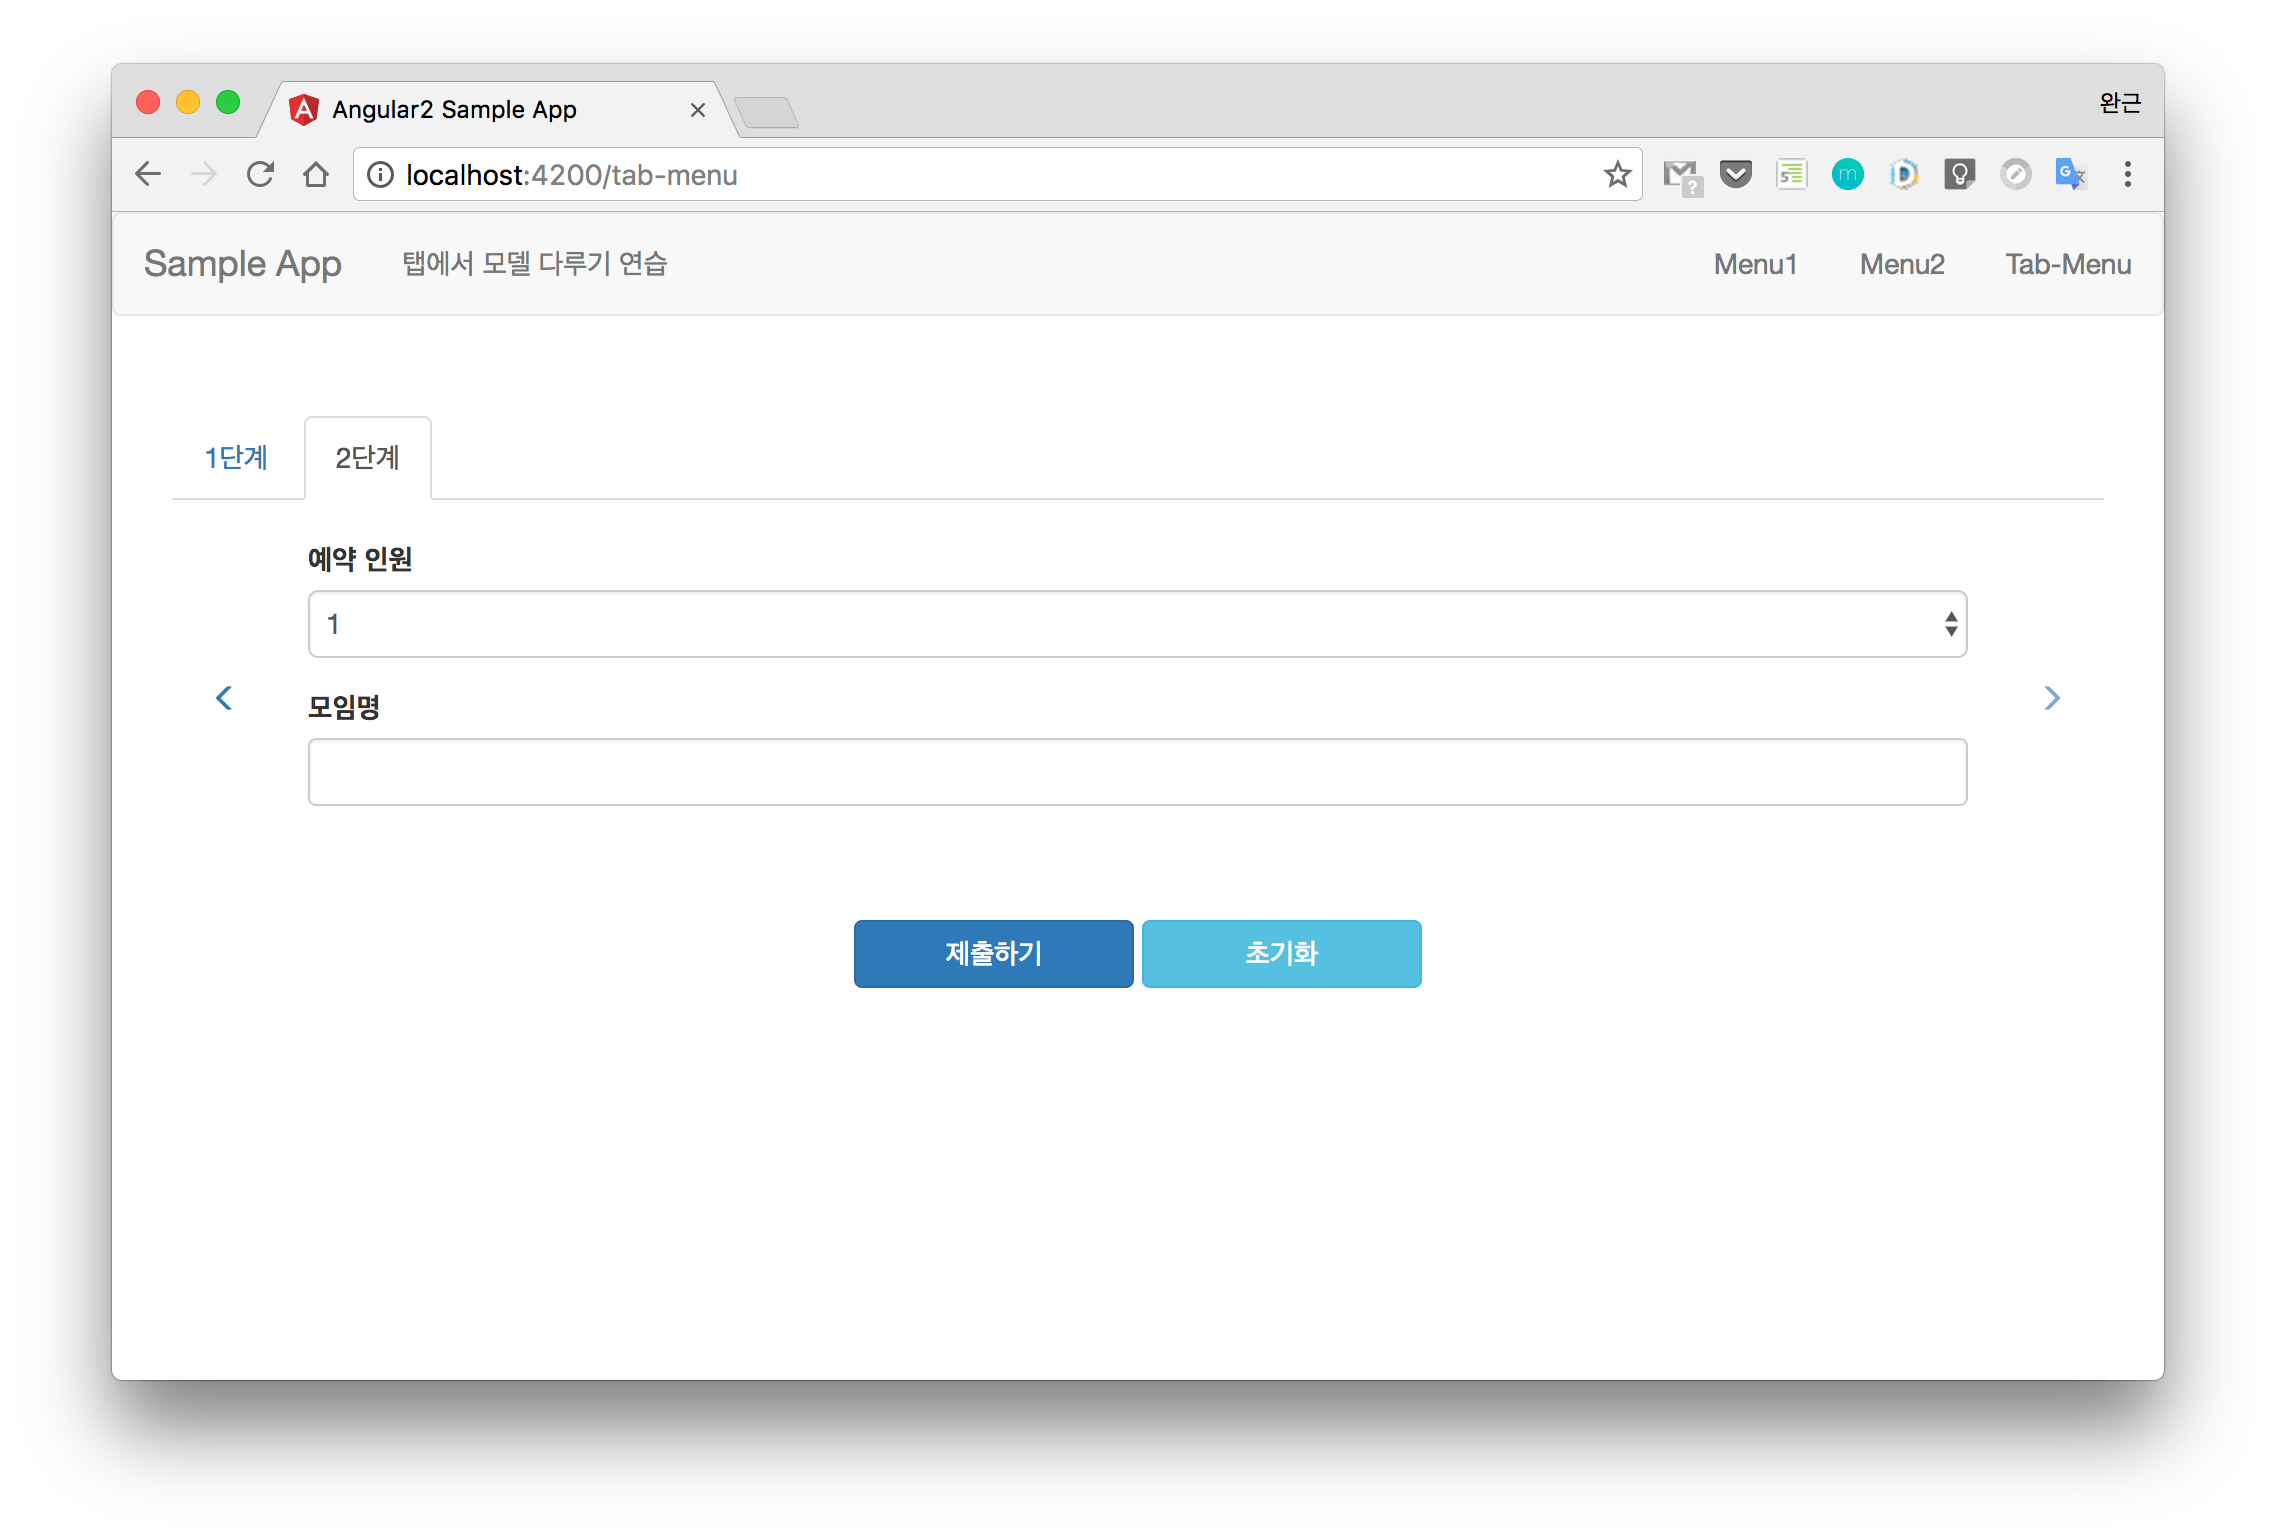 Angular2 Sample App
완근
localhost:4200/tab-menu
Sample App 탭에서 모델 다루기 연습 Menu1 Menu2 Tab-Menu
1단계 2단계
예약 인원
1
모임명
제출하기 초기화